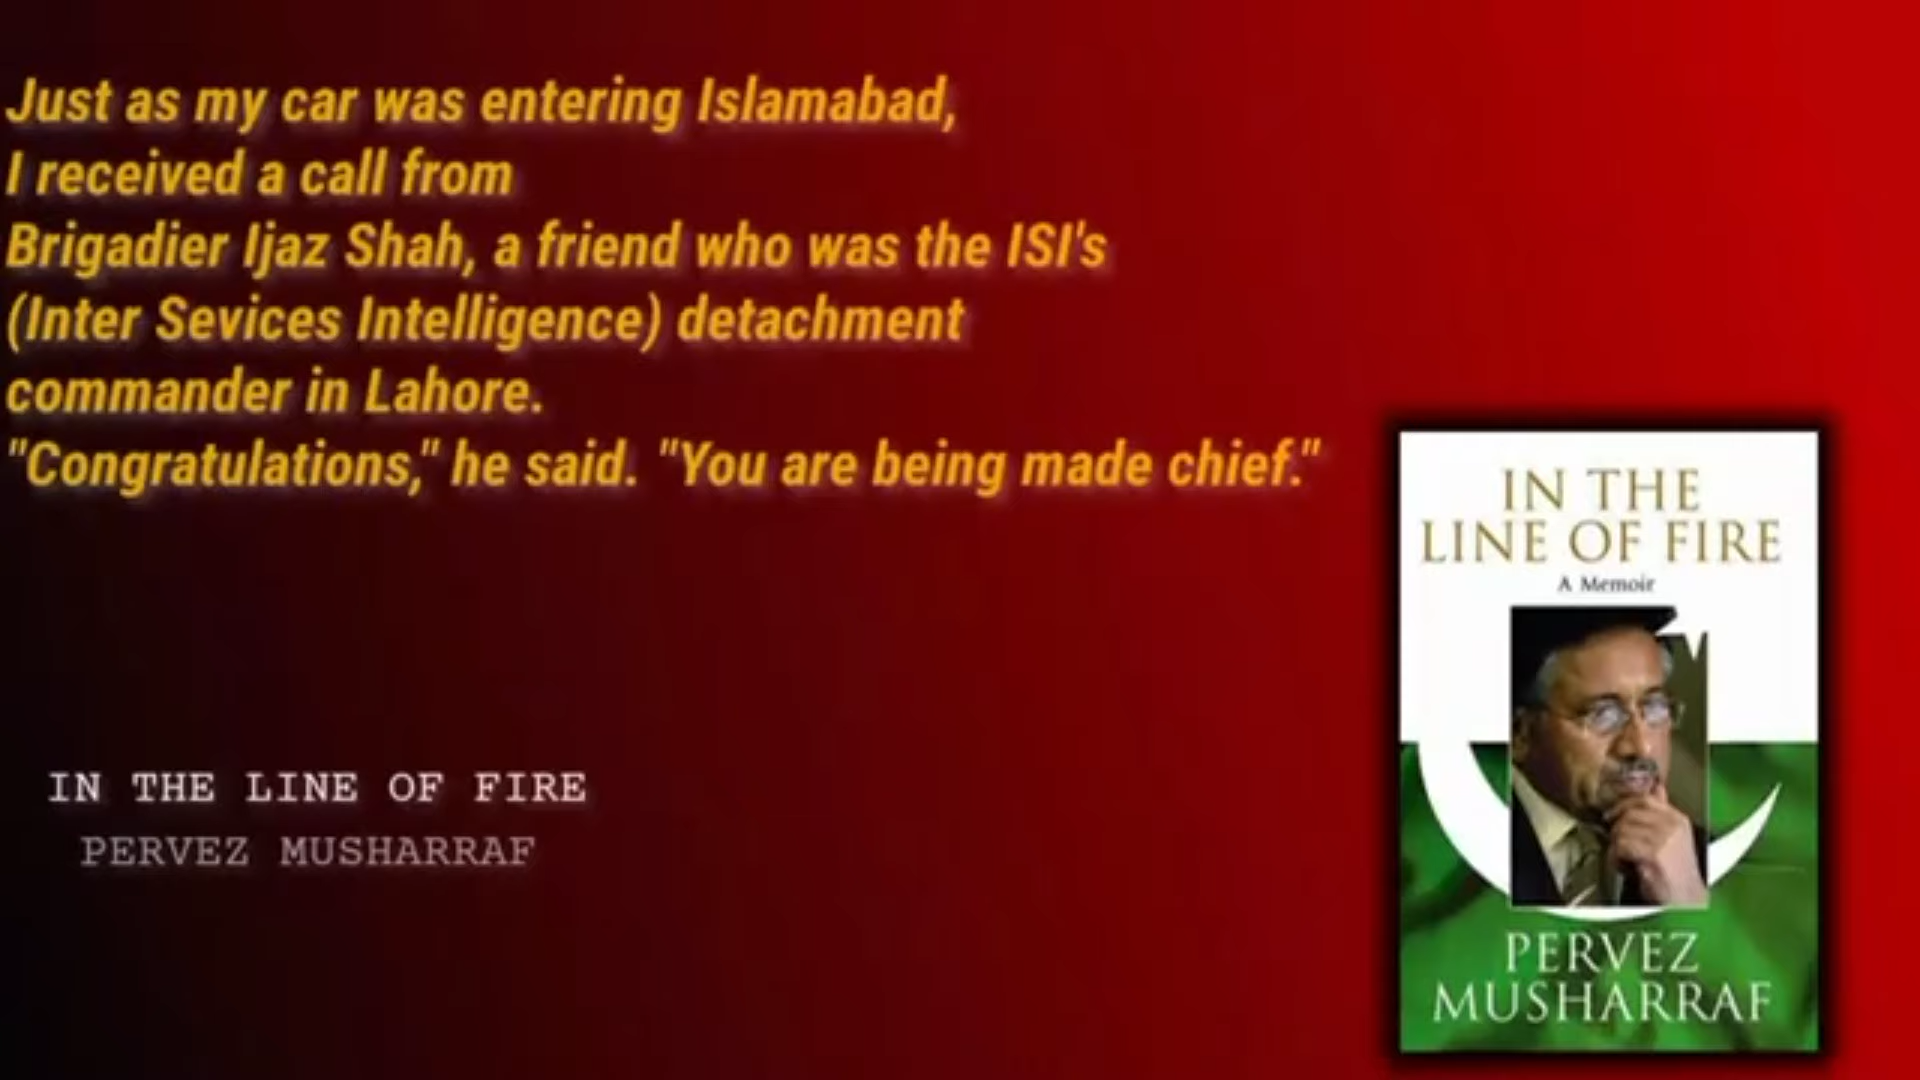 Just as my car was entering Islamabad,
I received a call from
Brigadier Ijaz Shah, a friend who was the ISI's
(Inter Sevices Intelligence) detachment
commander in Lahore.
"Congratulations," he said. "You are being made chief."
IN THE LINE OF FIRE
PERVEZ MUSHARRAF
IN THE
LINE OF FIRE
A Memoir
PERVEZ
MUSHARRAF